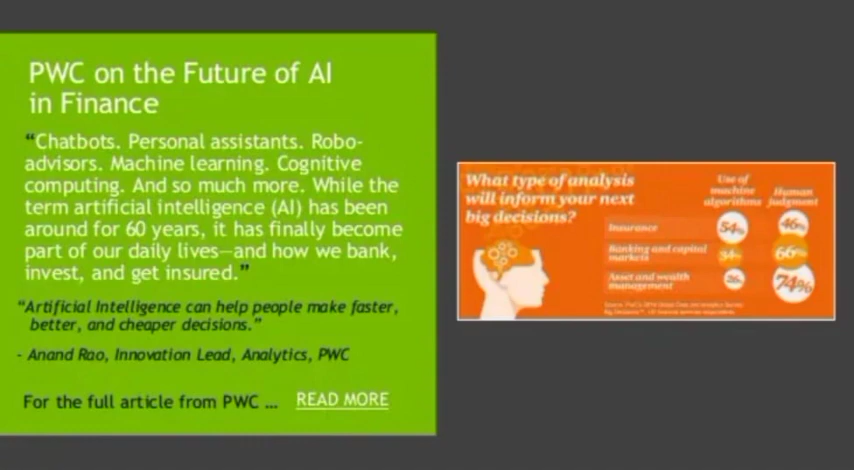 PWC on the Future of AI
in Finance
“Chatbots. Personal assistants. Robo-
advisors. Machine learning. Cognitive
computing. And so much more. While the
term artificial intelligence (AI) has been
around for 60 years, it has finally become
part of our daily lives—and how we bank,
invest, and get insured.”
“Artificial Intelligence can help people make faster,
better, and cheaper decisions.”
- Anand Rao, Innovation Lead, Analytics, PWC
For the full article from PWC … READ MORE
What type of analysis
will inform your next
big decisions?
Use of
machine
algorithms
Human
judgment
Insurance 54% 46%
Banking and capital
markets 34% 66%
Asset and wealth
management 26% 74%